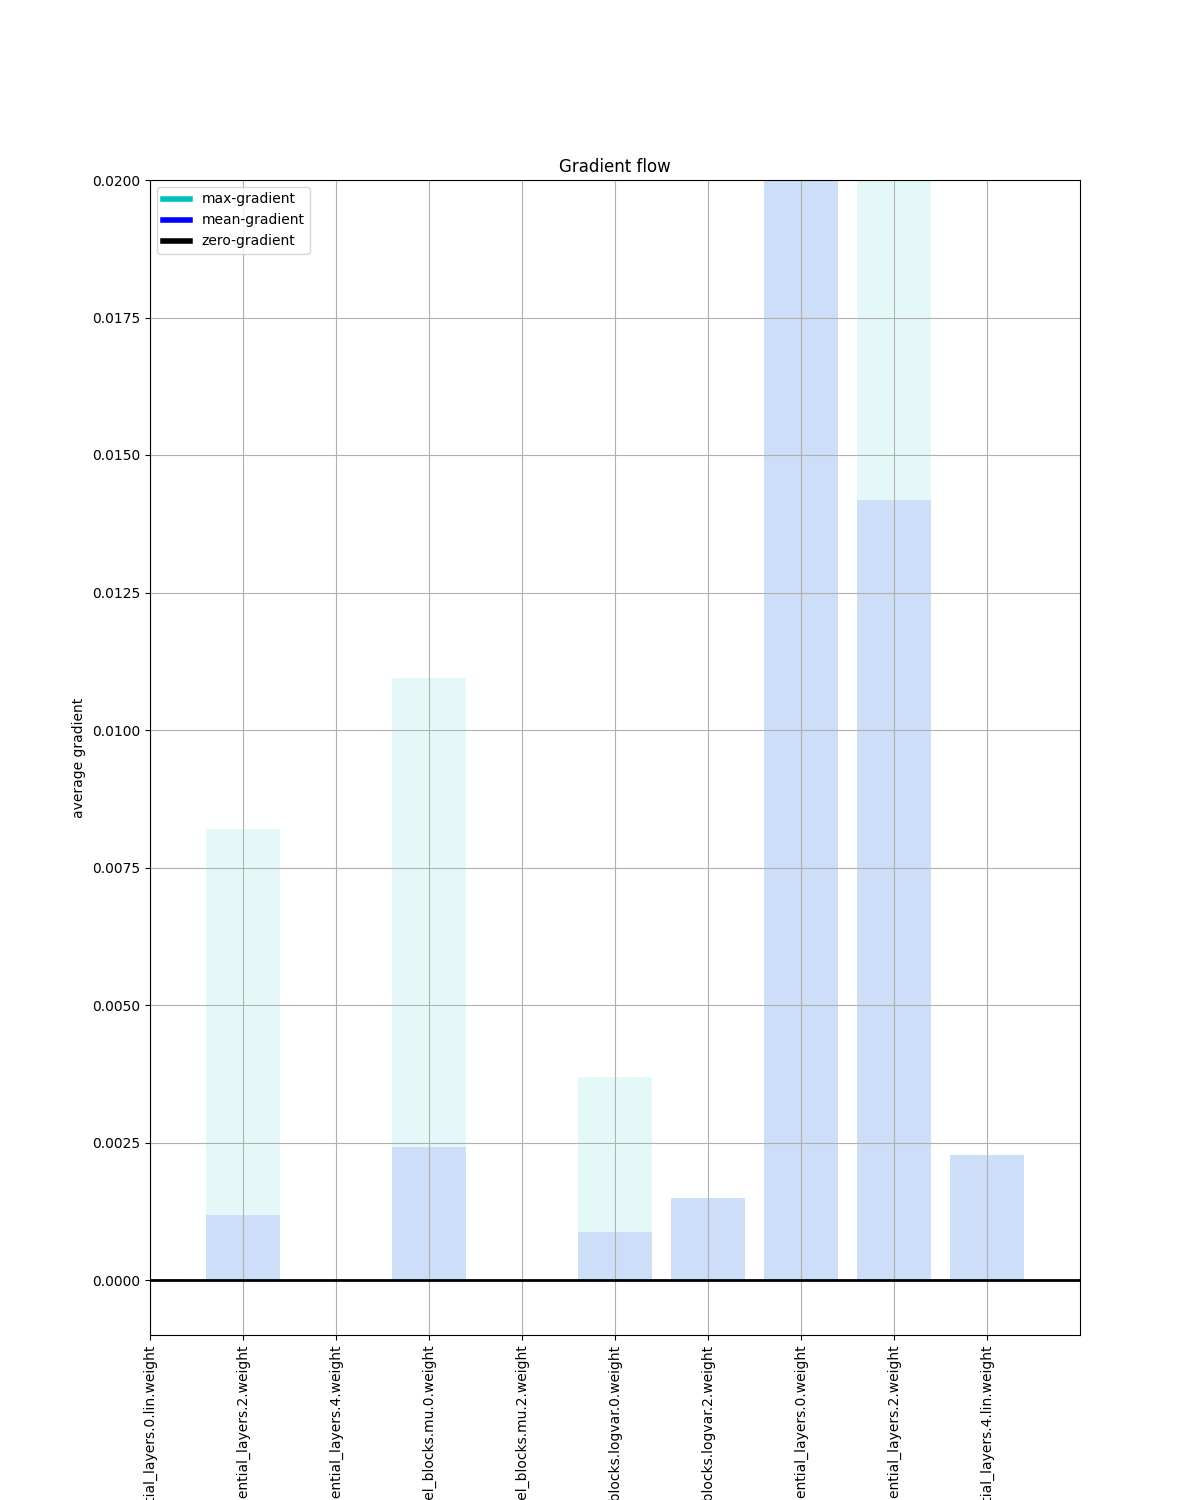 Gradient flow
max-gradient
mean-gradient
zero-gradient
0.0200
0.0175
0.0150
0.0125
0.0100
0.0075
0.0050
0.0025
0.0000
average gradient
tial_layers.0.lin.weight
ential_layers.2.weight
ential_layers.4.weight
el_blocks.mu.0.weight
el_blocks.mu.2.weight
blocks.logvar.0.weight
blocks.logvar.2.weight
ential_layers.0.weight
ential_layers.2.weight
tial_layers.4.lin.weight